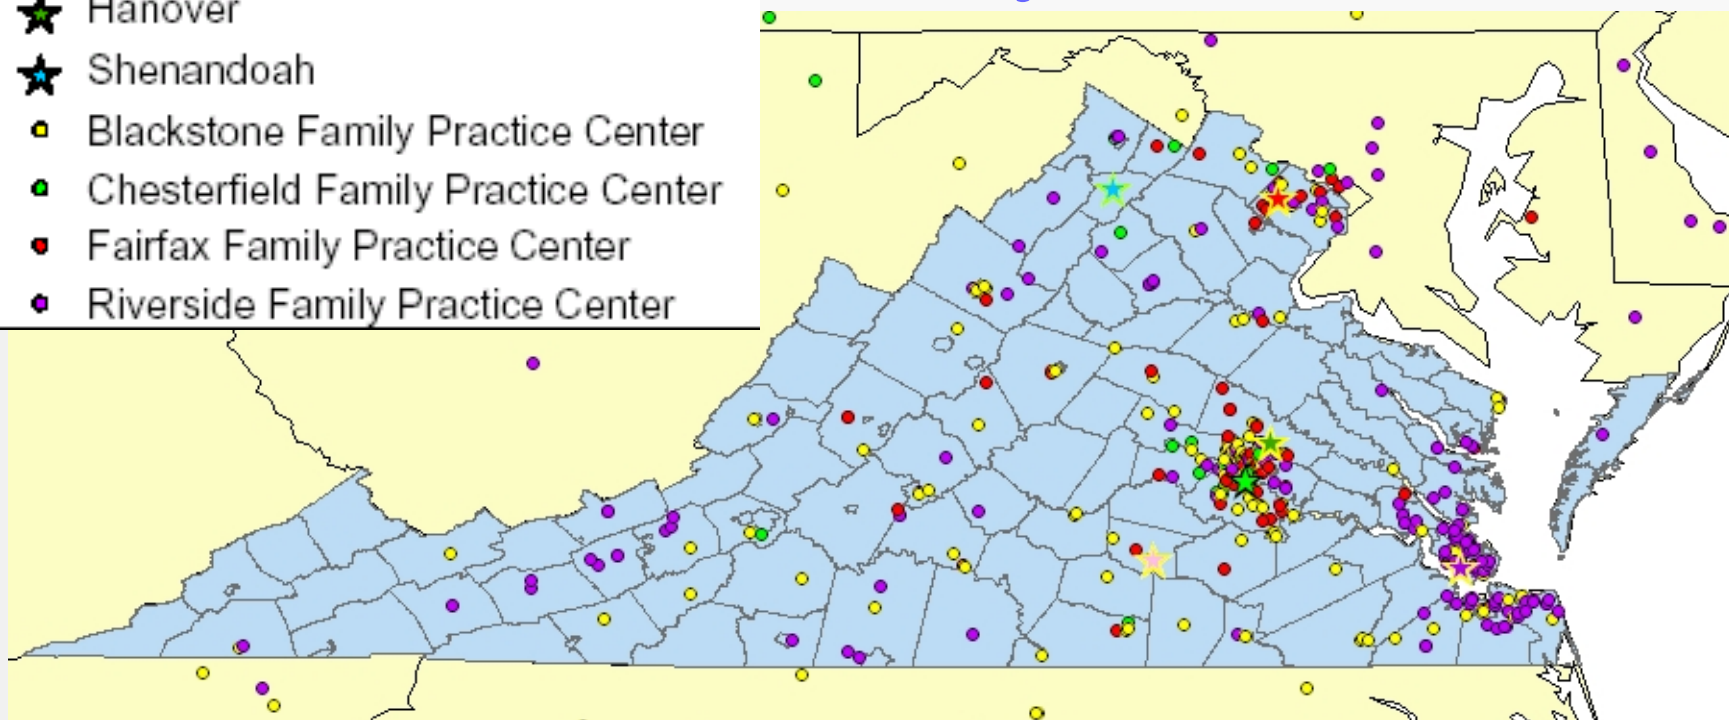 Hanover
Shenandoah
Blackstone Family Practice Center
Chesterfield Family Practice Center
Fairfax Family Practice Center
Riverside Family Practice Center